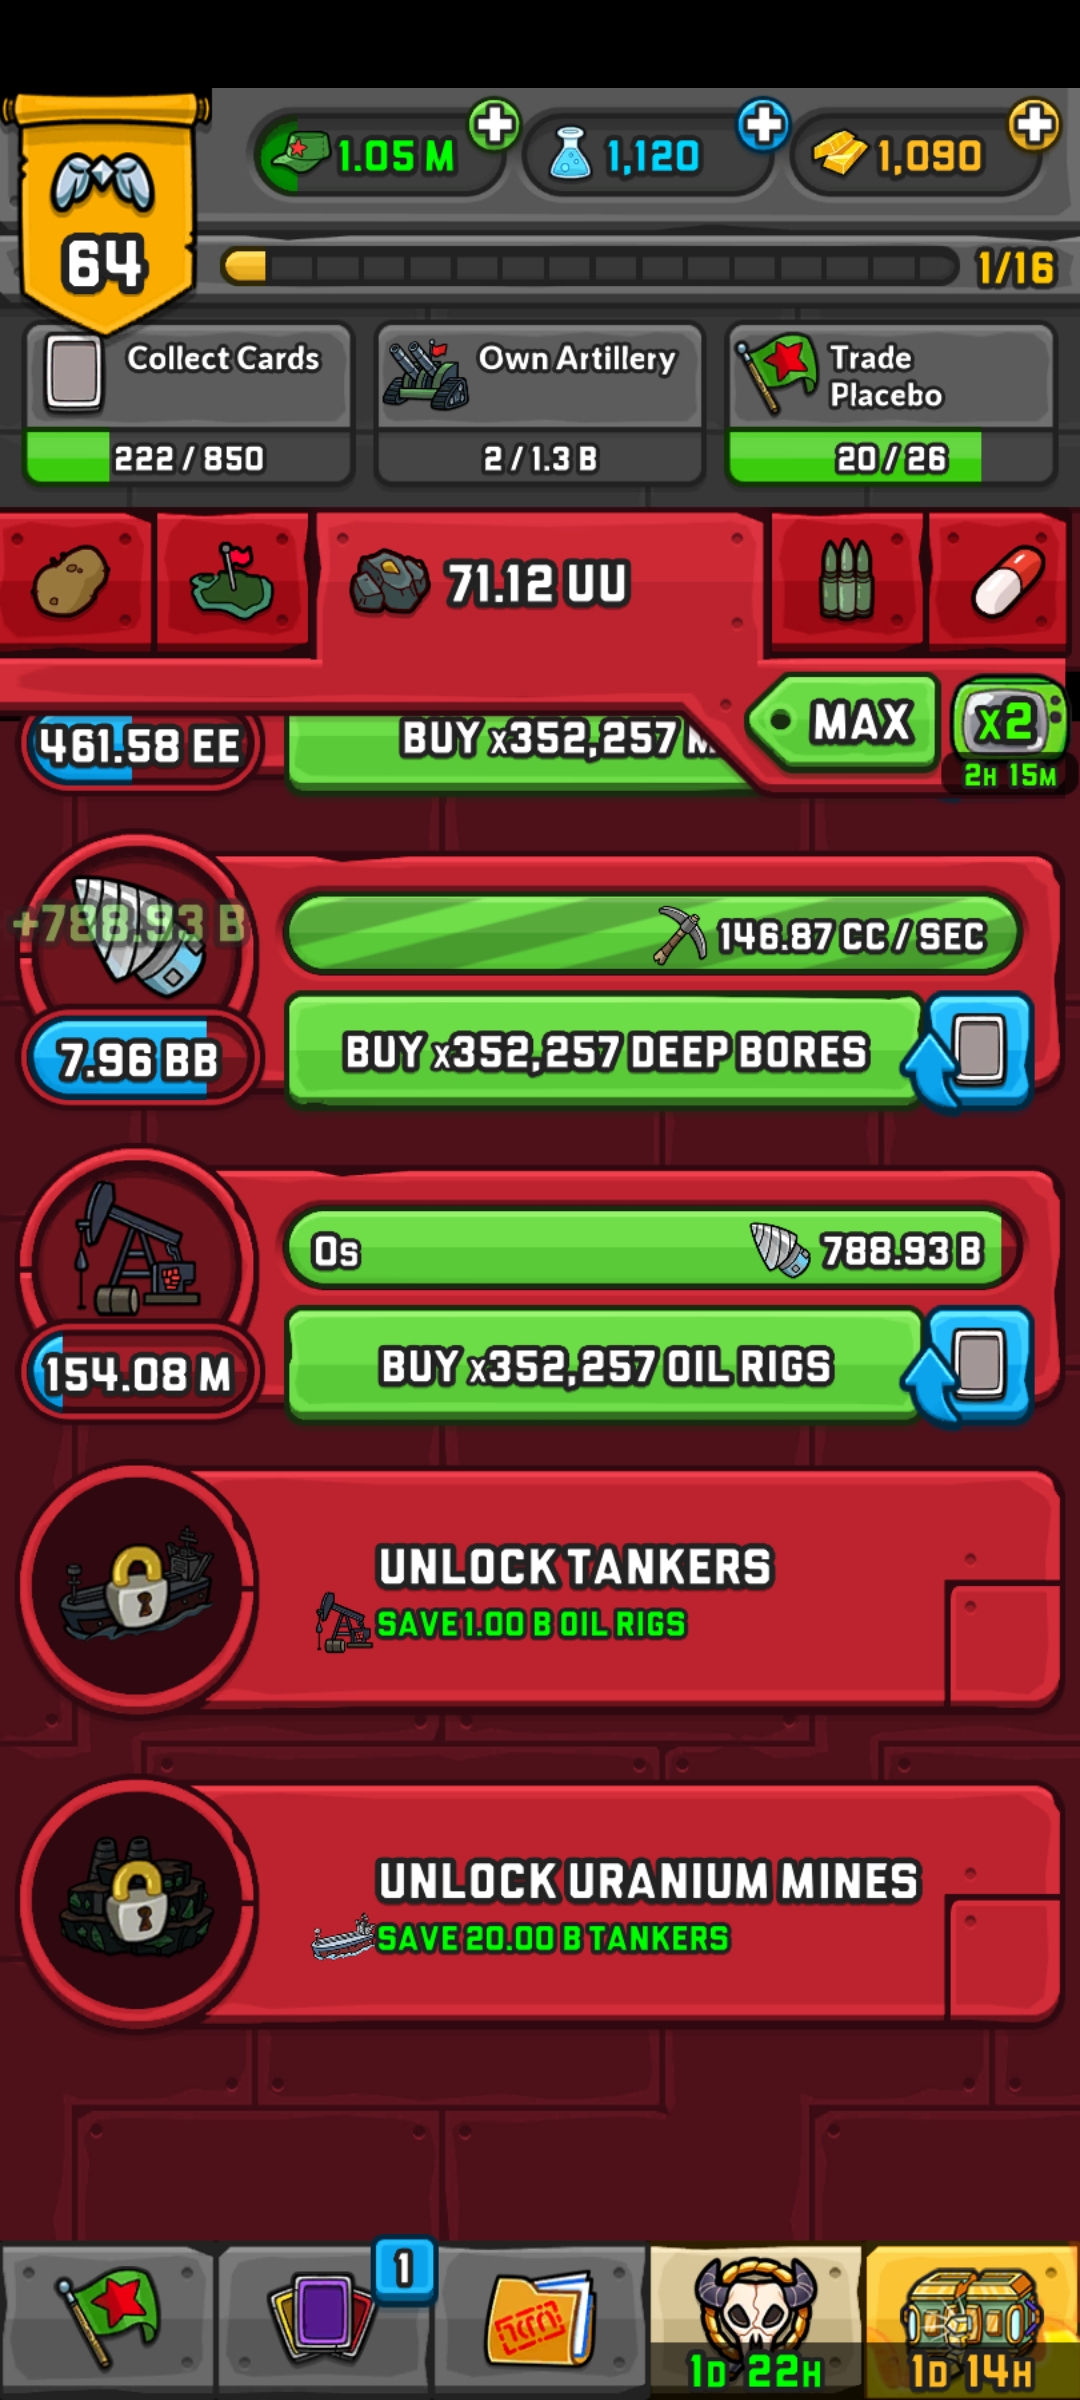 1.05 M
1,120
1,090
64
1/16
Collect Cards
222 / 850
Own Artillery
2 / 1.3 B
Trade
Placebo
20 / 26
71.12 UU
MAX
x2
2H 15M
461.58 EE
BUY x352,257 M
+788.93 B
146.87 CC / SEC
7.96 BB
BUY x352,257 DEEP BORES
0s
788.93 B
154.08 M
BUY x352,257 OIL RIGS
UNLOCK TANKERS
SAVE 1.00 B OIL RIGS
UNLOCK URANIUM MINES
SAVE 20.00 B TANKERS
1
1D 22H
1D 14H